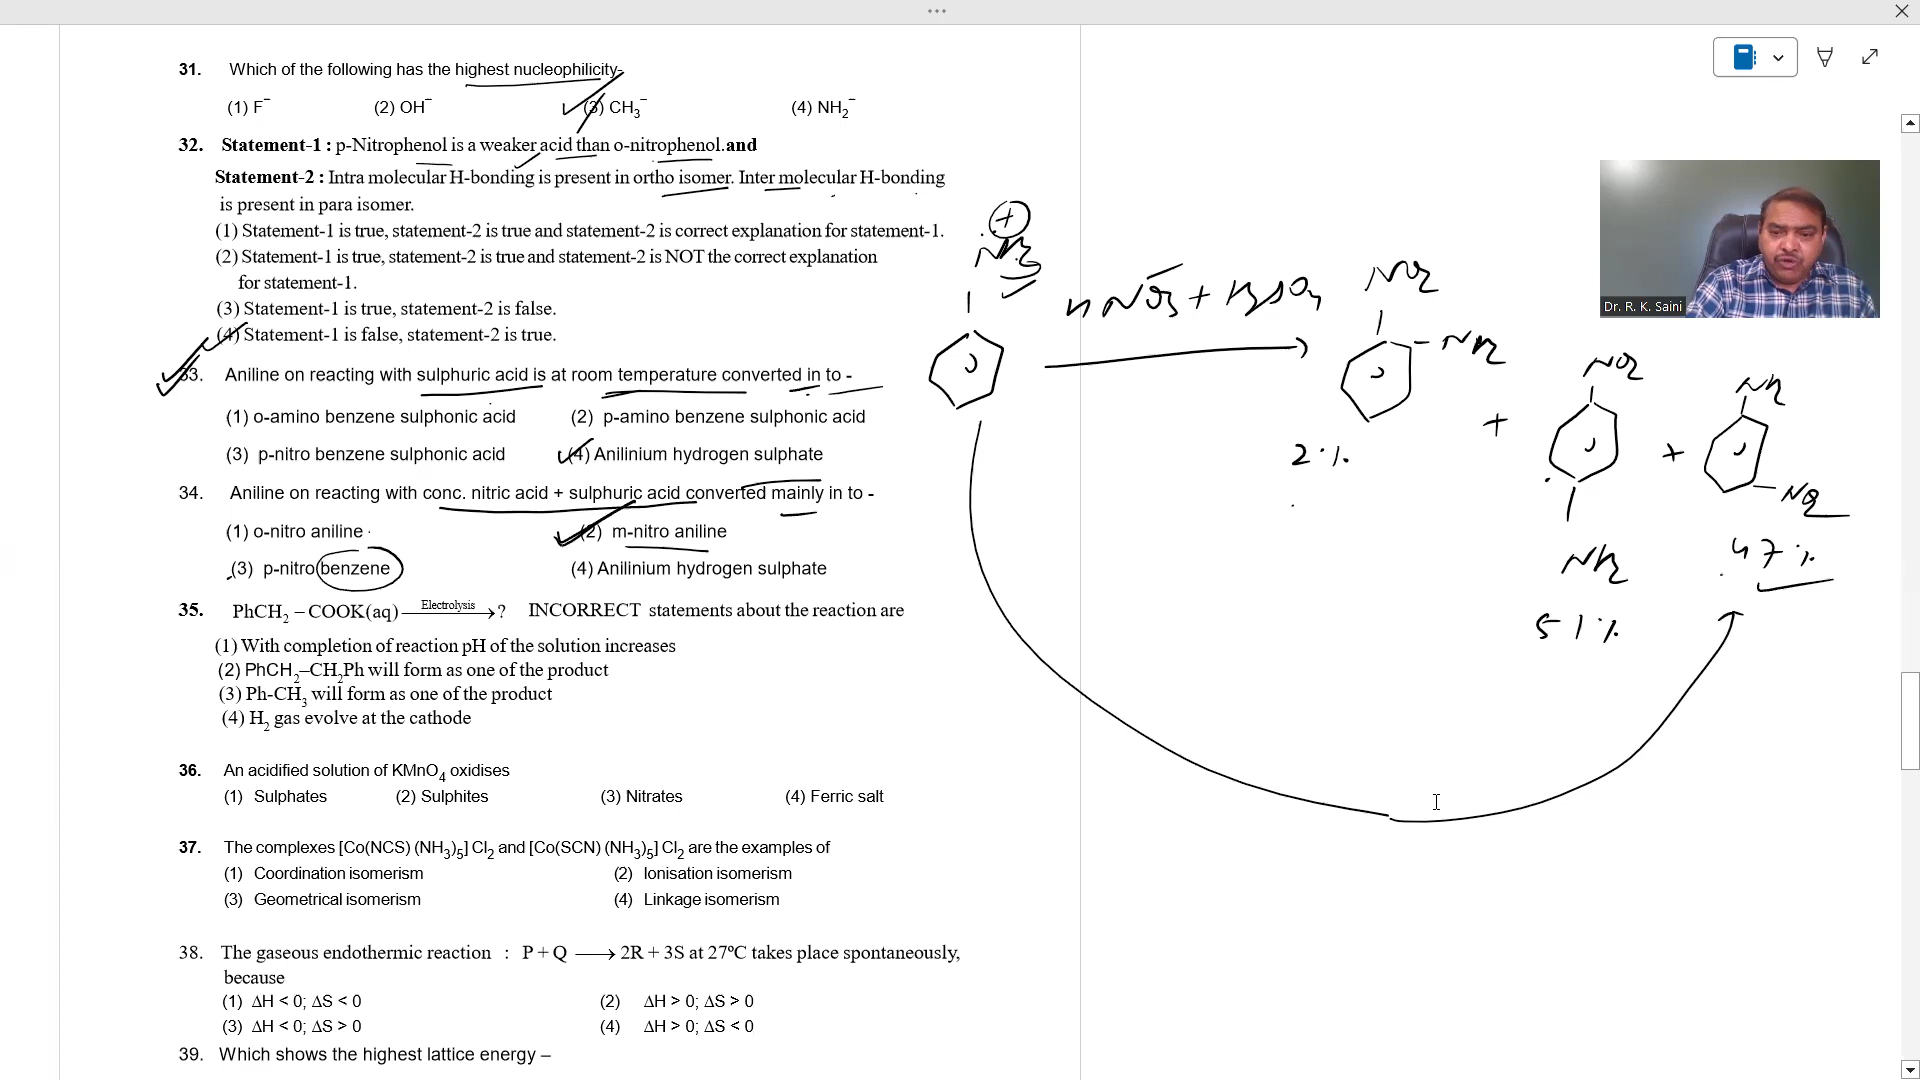 31. Which of the following has the highest nucleophilicity-
(1) F⁻ (2) OH⁻ (3) CH₃⁻ (4) NH₂⁻
32. Statement-1 : p-Nitrophenol is a weaker acid than o-nitrophenol.and
Statement-2 : Intra molecular H-bonding is present in ortho isomer. Inter molecular H-bonding
is present in para isomer.
(1) Statement-1 is true, statement-2 is true and statement-2 is correct explanation for statement-1.
(2) Statement-1 is true, statement-2 is true and statement-2 is NOT the correct explanation
for statement-1.
(3) Statement-1 is true, statement-2 is false.
(4) Statement-1 is false, statement-2 is true.
33. Aniline on reacting with sulphuric acid is at room temperature converted in to -
(1) o-amino benzene sulphonic acid (2) p-amino benzene sulphonic acid
(3) p-nitro benzene sulphonic acid (4) Anilinium hydrogen sulphate
34. Aniline on reacting with conc. nitric acid + sulphuric acid converted mainly in to -
(1) o-nitro aniline (2) m-nitro aniline
(3) p-nitro benzene (4) Anilinium hydrogen sulphate
35. PhCH₂ – COOK(aq) Electrolysis → ? INCORRECT statements about the reaction are
(1) With completion of reaction pH of the solution increases
(2) PhCH₂–CH₂Ph will form as one of the product
(3) Ph-CH₃ will form as one of the product
(4) H₂ gas evolve at the cathode
36. An acidified solution of KMnO₄ oxidises
(1) Sulphates (2) Sulphites (3) Nitrates (4) Ferric salt
37. The complexes [Co(NCS) (NH₃)₅] Cl₂ and [Co(SCN) (NH₃)₅] Cl₂ are the examples of
(1) Coordination isomerism (2) Ionisation isomerism
(3) Geometrical isomerism (4) Linkage isomerism
38. The gaseous endothermic reaction : P + Q → 2R + 3S at 27ºC takes place spontaneously,
because
(1) ΔH < 0; ΔS < 0 (2) ΔH > 0; ΔS > 0
(3) ΔH < 0; ΔS > 0 (4) ΔH > 0; ΔS < 0
39. Which shows the highest lattice energy –
+
NH₂
HNO₃ + H₂SO₄
NO₂
NH₂
2%
+
NO₂
NH₂
51%
+
NH₂
NO₂
47%
Dr. R. K. Saini